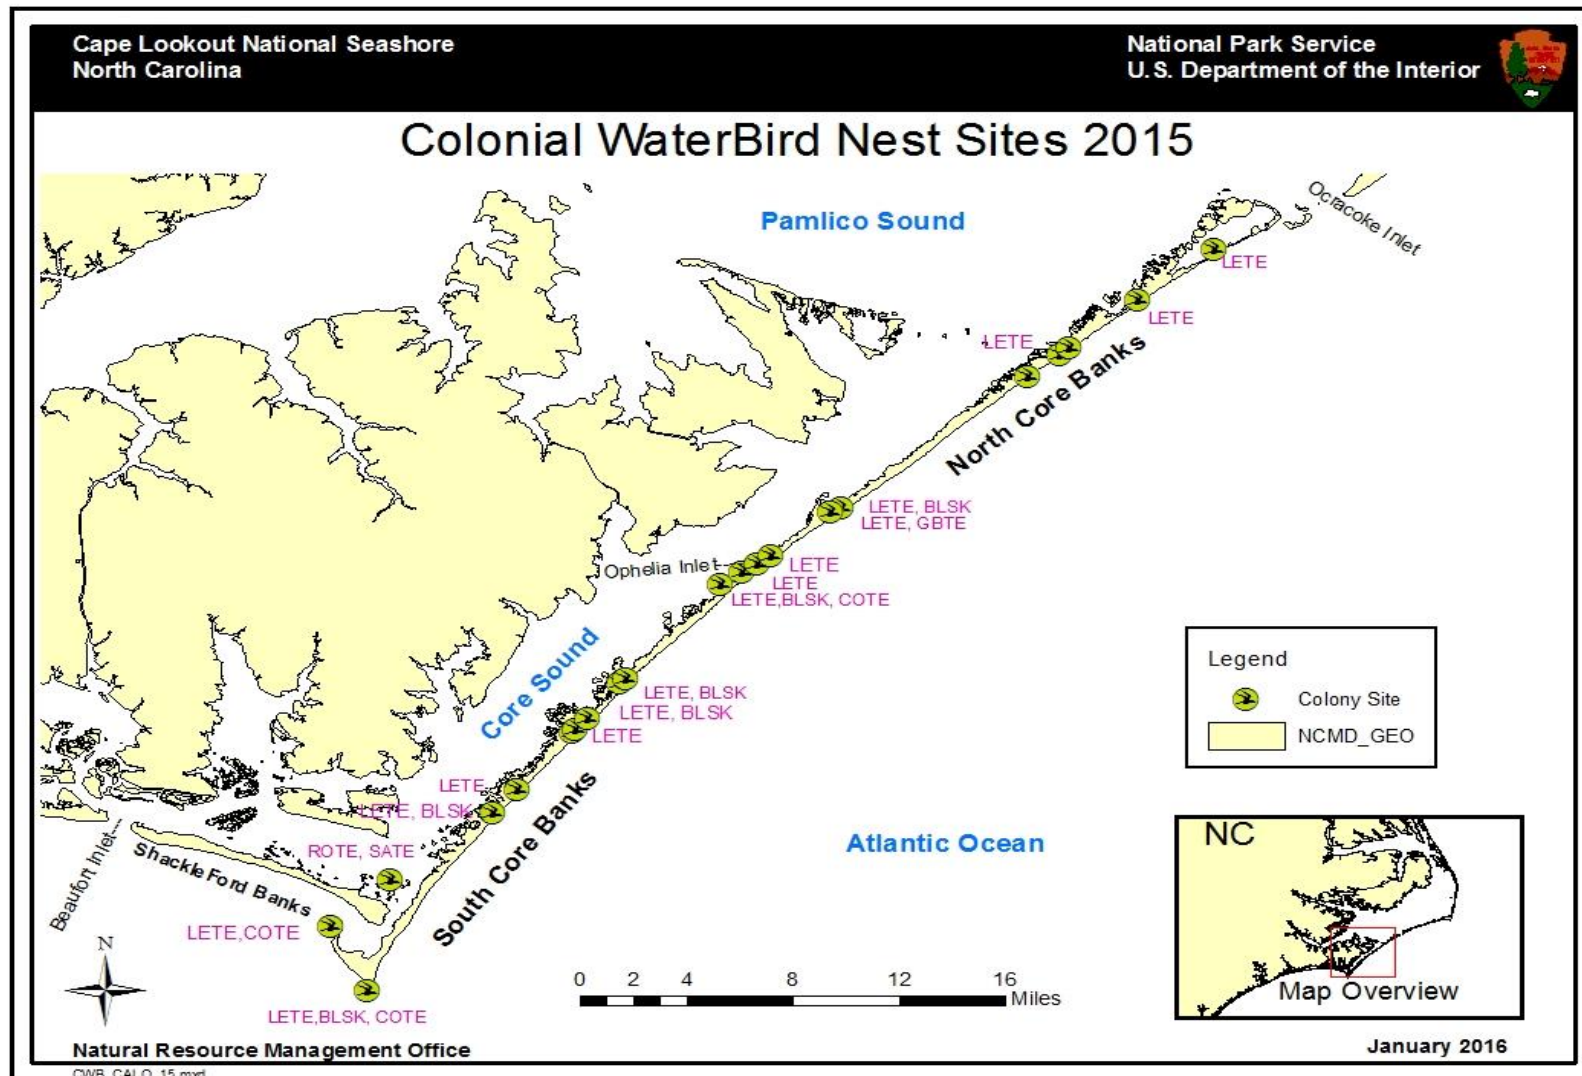 Cape Lookout National Seashore
North Carolina
National Park Service
U.S. Department of the Interior
Colonial WaterBird Nest Sites 2015
Pamlico Sound
Ocracoke Inlet
LETE
LETE
LETE
North Core Banks
LETE, BLSK
LETE, GBTE
Ophelia Inlet
LETE
LETE
LETE,BLSK, COTE
Core Sound
LETE, BLSK
LETE, BLSK
LETE
LETE
LETE, BLSK
South Core Banks
ROTE, SATE
Beaufort Inlet
ShackleFord Banks
LETE,COTE
LETE,BLSK, COTE
Atlantic Ocean
Legend
Colony Site
NCMD_GEO
NC
Map Overview
N
0 2 4 8 12 16
Miles
Natural Resource Management Office
January 2016